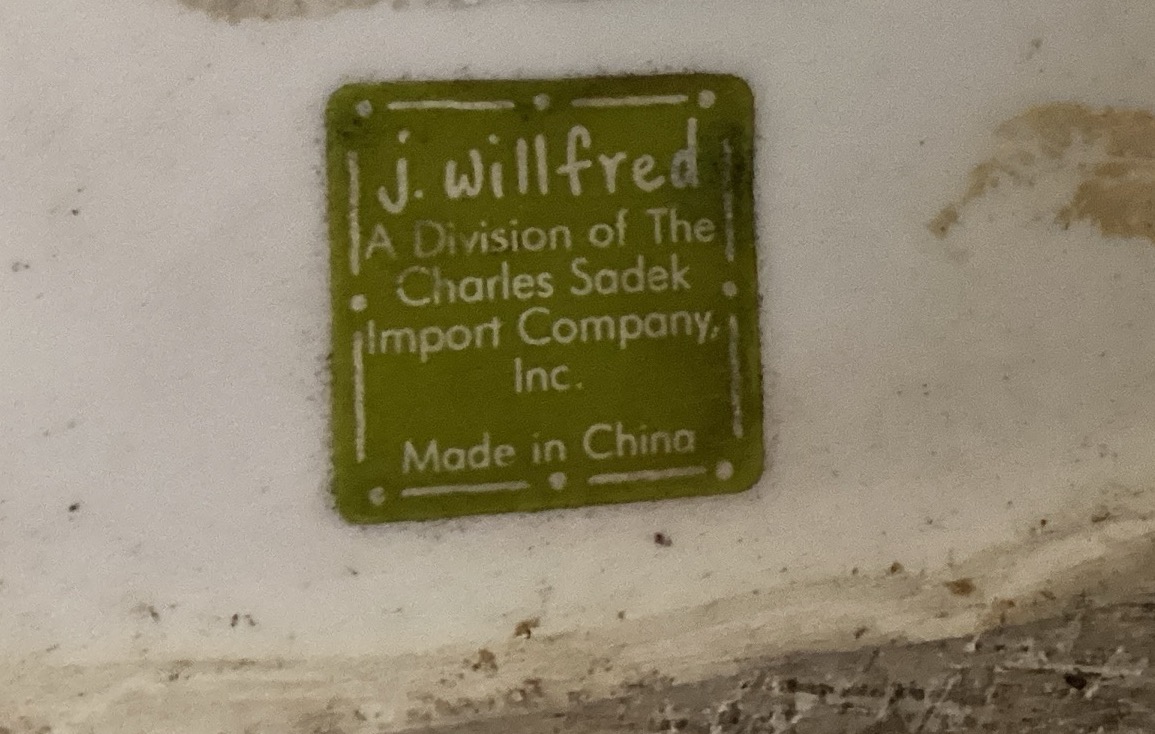 j. willfred
A Division of The
Charles Sadek
Import Company,
Inc.
Made in China